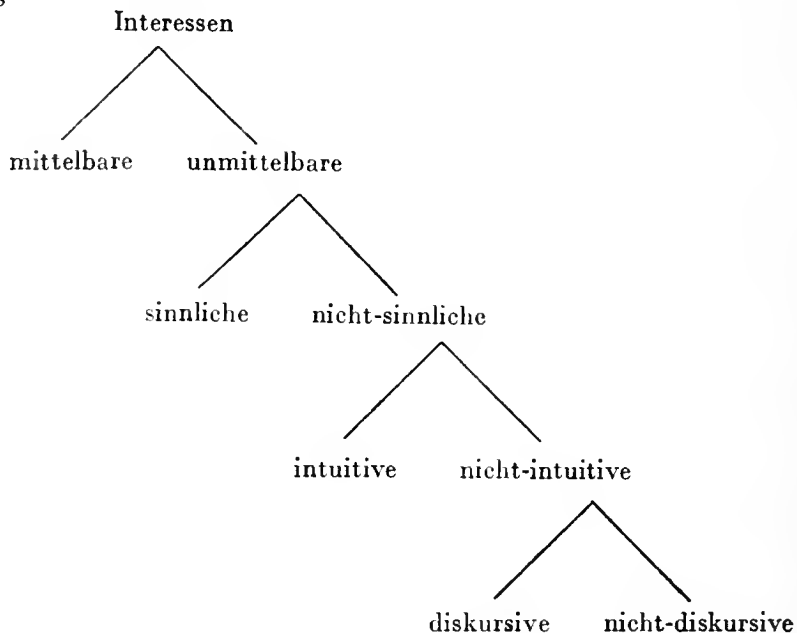 Interessen
mittelbare unmittelbare
sinnliche nicht-sinnliche
intuitive nicht-intuitive
diskursive nicht-diskursive